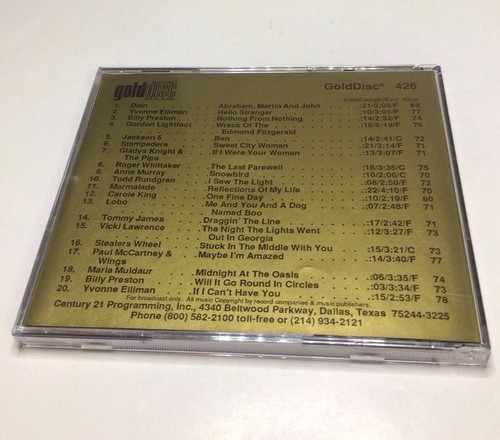 gold disc
GoldDisc® 426
Intro/Length/End Year
1. Dion . . . . . . . . Abraham, Martin And John . . . :21/3:06/F 68
2. Yvonne Elliman . . . . Hello Stranger . . . :10/3:01/F 77
3. Billy Preston . . . . Nothing From Nothing . . . :14/2:32/F 74
4. Gordon Lightfoot . . . Wreck Of The . . . :16/6:19/F 76
Edmond Fitzgerald
5. Jackson 5 . . . . Ben . . . :14/2:41/C 72
6. Stampeders . . . . Sweet City Woman . . . :21/3:14/F 71
7. Gladys Knight & . . . If I Were Your Woman . . . :13/3:07/F 71
The Pips
8. Roger Whittaker . . . The Last Farewell . . . :16/3:36/C 75
9. Anne Murray . . . . Snowbird . . . :10/2:06/C 70
10. Todd Rundgren . . . I Saw The Light . . . :08/2:50/F 72
11. Marmalade . . . . Reflections Of My Life . . . :22/4:10/F 70
12. Carole King . . . . One Fine Day . . . :10/2:19/F 80
13. Lobo . . . . Me And You And A Dog . . . :07/2:48/F 71
Named Boo
14. Tommy James . . . . Draggin' The Line . . . :17/2:42/F 71
15. Vicki Lawrence . . . The Night The Lights Went . . . :12/3:27/F 73
Out In Georgia
16. Stealers Wheel . . . Stuck In The Middle With You . . . :15/3:21/C 73
17. Paul McCartney & . . . Maybe I'm Amazed . . . :14/3:40/F 77
Wings
18. Maria Muldaur . . . Midnight At The Oasis . . . :06/3:35/F 74
19. Billy Preston . . . . Will It Go Round In Circles . . . :03/3:34/F 73
20. Yvonne Elliman . . . If I Can't Have You . . . :15/2:53/F 78
For broadcast only. All music Copyright by record companies & music publishers.
Century 21 Programming, Inc., 4340 Beltwood Parkway, Dallas, Texas 75244-3225
Phone (800) 582-2100 toll-free or (214) 934-2121